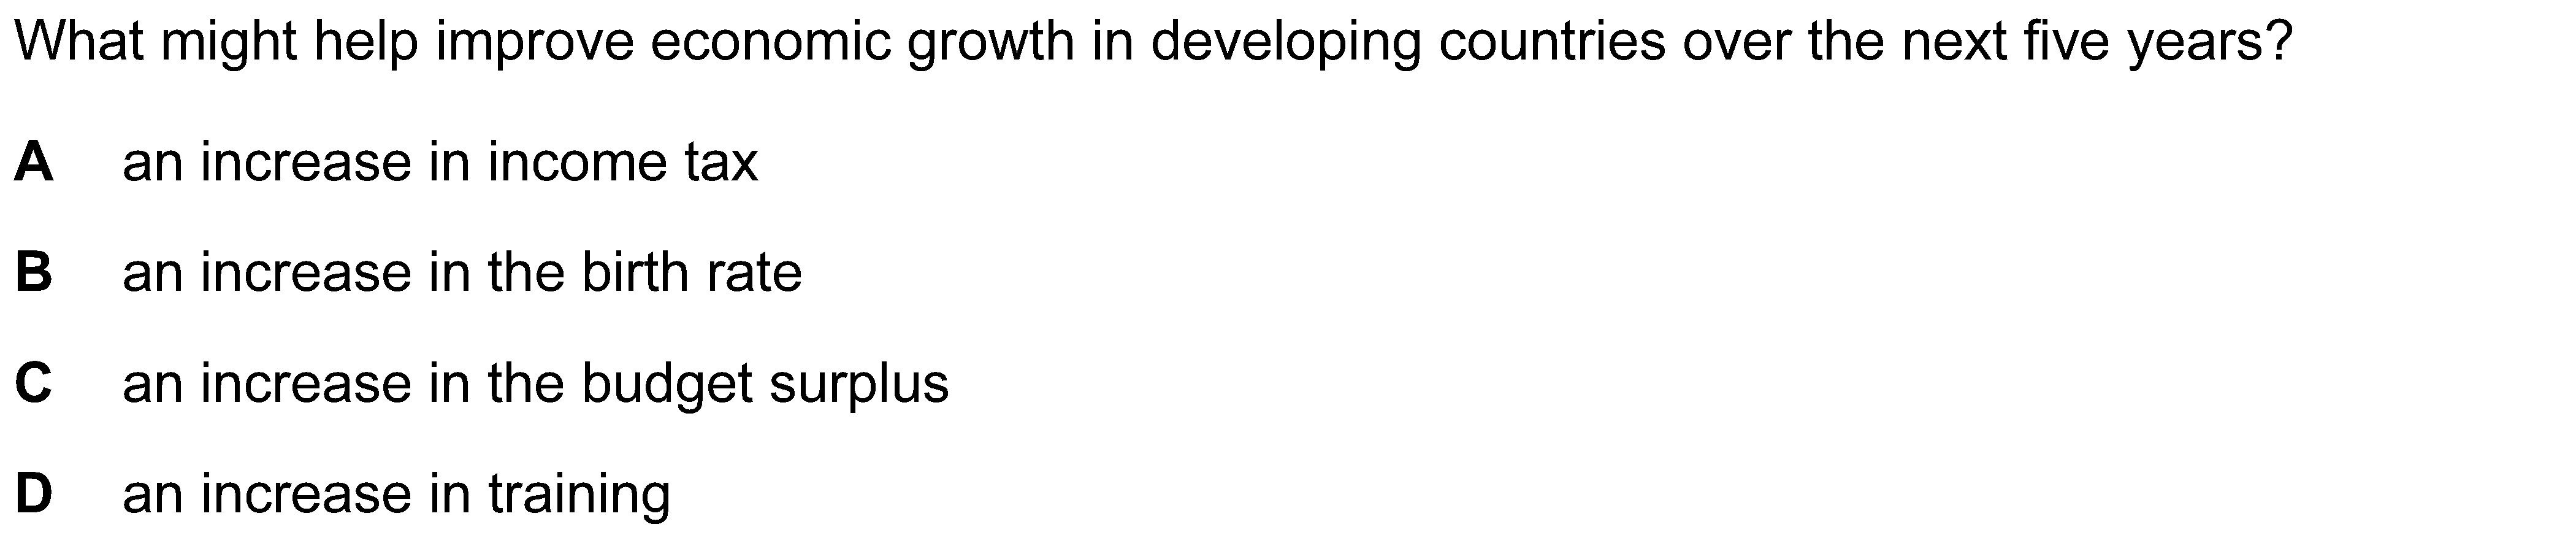 What might help improve economic growth in developing countries over the next five years?
A an increase in income tax
B an increase in the birth rate
C an increase in the budget surplus
D an increase in training